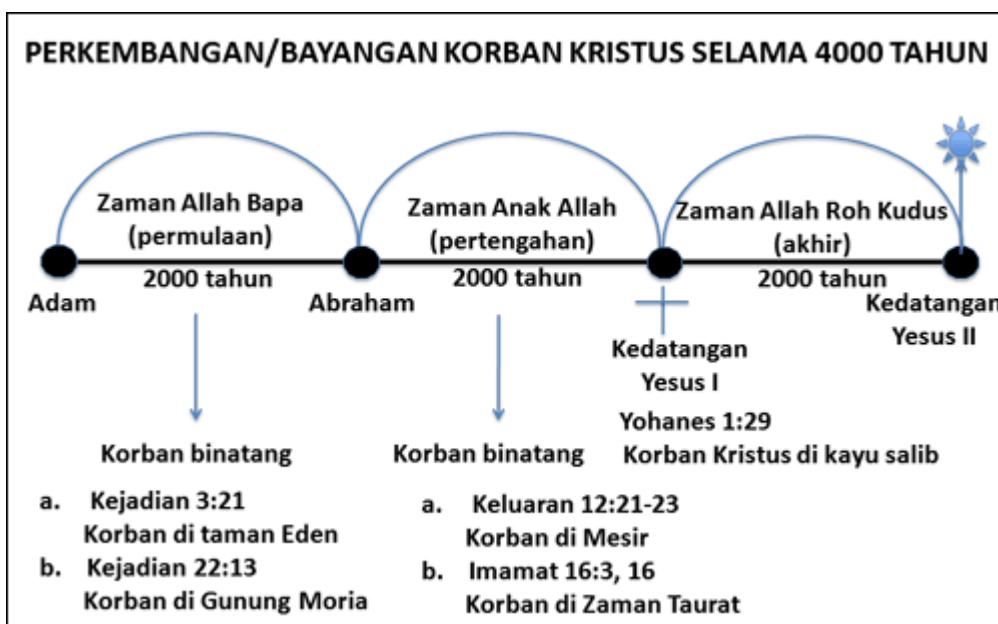 PERKEMBANGAN/BAYANGAN KORBAN KRISTUS SELAMA 4000 TAHUN
Zaman Allah Bapa
(permulaan)
2000 tahun
Zaman Anak Allah
(pertengahan)
2000 tahun
Zaman Allah Roh Kudus
(akhir)
2000 tahun
Adam
Abraham
Kedatangan
Yesus I
Kedatangan
Yesus II
Yohanes 1:29
Korban Kristus di kayu salib
Korban binatang
a. Kejadian 3:21
Korban di taman Eden
b. Kejadian 22:13
Korban di Gunung Moria
Korban binatang
a. Keluaran 12:21-23
Korban di Mesir
b. Imamat 16:3, 16
Korban di Zaman Taurat